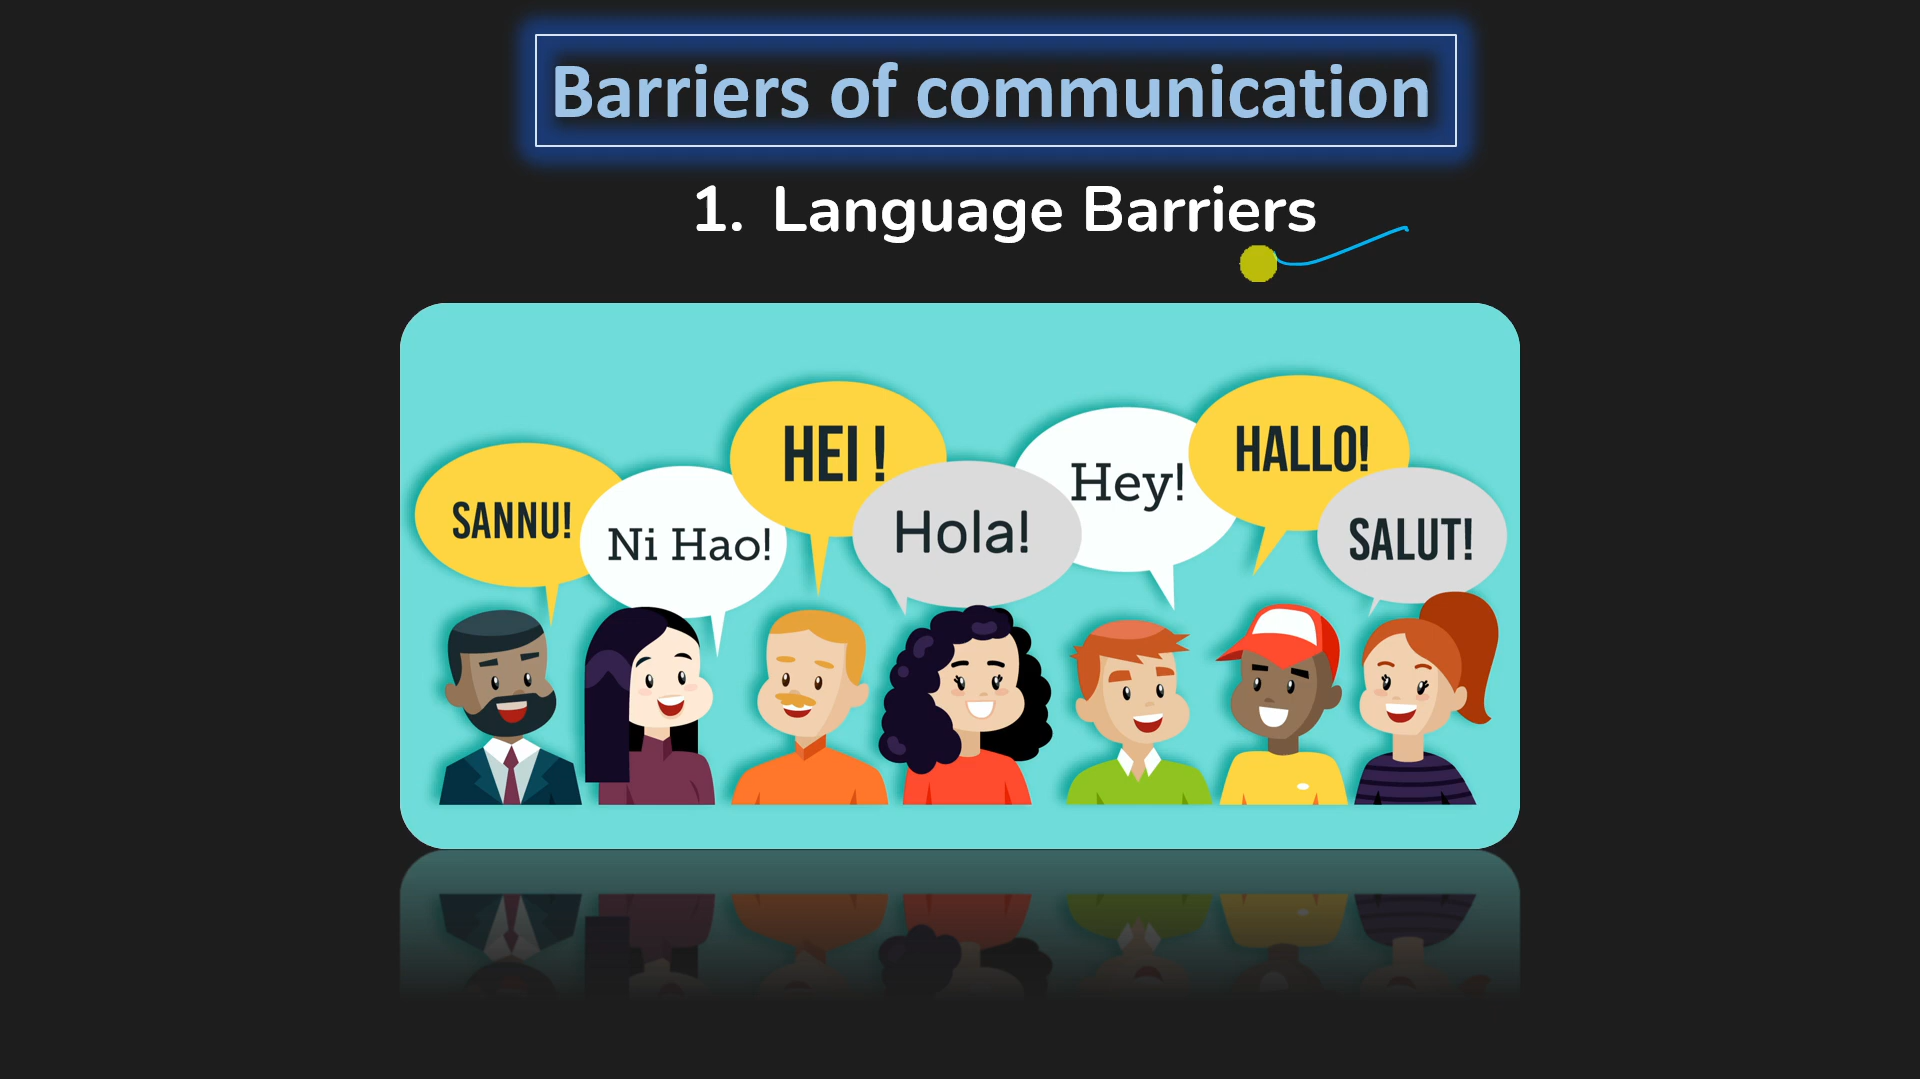 Barriers of communication
1. Language Barriers
SANNU!
Ni Hao!
HEI !
Hola!
Hey!
HALLO!
SALUT!